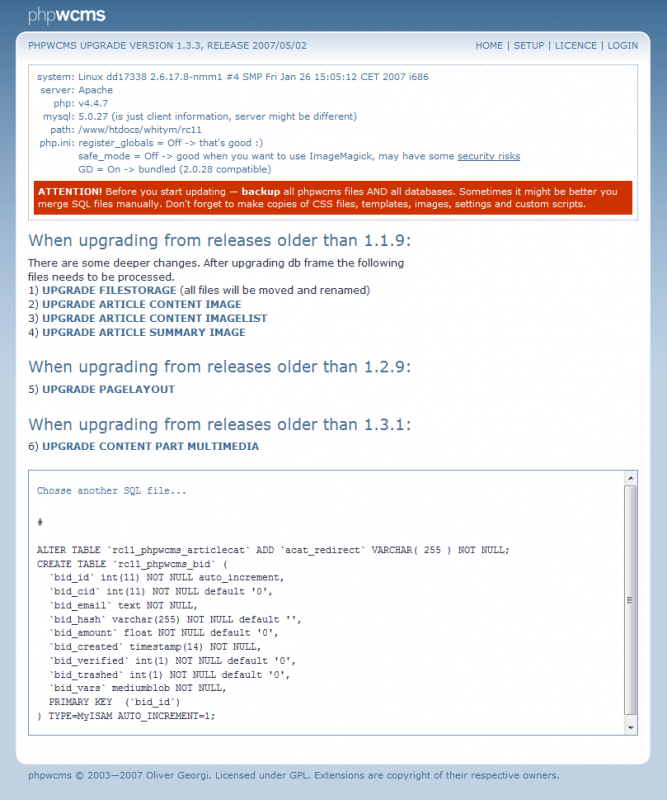 phpwcms
PHPWCMS UPGRADE VERSION 1.3.3, RELEASE 2007/05/02
HOME | SETUP | LICENCE | LOGIN
system: Linux dd17338 2.6.17.8-nmm1 #4 SMP Fri Jan 26 15:05:12 CET 2007 i686
server: Apache
php: v4.4.7
mysql: 5.0.27 (is just client information, server might be different)
path: /www/htdocs/whitym/rc11
php.ini: register_globals = Off -> that's good :)
safe_mode = Off -> good when you want to use ImageMagick, may have some security risks
GD = On -> bundled (2.0.28 compatible)
ATTENTION! Before you start updating — backup all phpwcms files AND all databases. Sometimes it might be better you
merge SQL files manually. Don't forget to make copies of CSS files, templates, images, settings and custom scripts.
When upgrading from releases older than 1.1.9:
There are some deeper changes. After upgrading db frame the following
files needs to be processed.
1) UPGRADE FILESTORAGE (all files will be moved and renamed)
2) UPGRADE ARTICLE CONTENT IMAGE
3) UPGRADE ARTICLE CONTENT IMAGELIST
4) UPGRADE ARTICLE SUMMARY IMAGE
When upgrading from releases older than 1.2.9:
5) UPGRADE PAGELAYOUT
When upgrading from releases older than 1.3.1:
6) UPGRADE CONTENT PART MULTIMEDIA
Chosse another SQL file...
#
ALTER TABLE `rc11_phpwcms_articlecat` ADD `acat_redirect` VARCHAR( 255 ) NOT NULL;
CREATE TABLE `rc11_phpwcms_bid` (
`bid_id` int(11) NOT NULL auto_increment,
`bid_cid` int(11) NOT NULL default '0',
`bid_email` text NOT NULL,
`bid_hash` varchar(255) NOT NULL default '',
`bid_amount` float NOT NULL default '0',
`bid_created` timestamp(14) NOT NULL,
`bid_verified` int(1) NOT NULL default '0',
`bid_trashed` int(1) NOT NULL default '0',
`bid_vars` mediumblob NOT NULL,
PRIMARY KEY  (`bid_id`)
) TYPE=MyISAM AUTO_INCREMENT=1;
phpwcms © 2003—2007 Oliver Georgi. Licensed under GPL. Extensions are copyright of their respective owners.